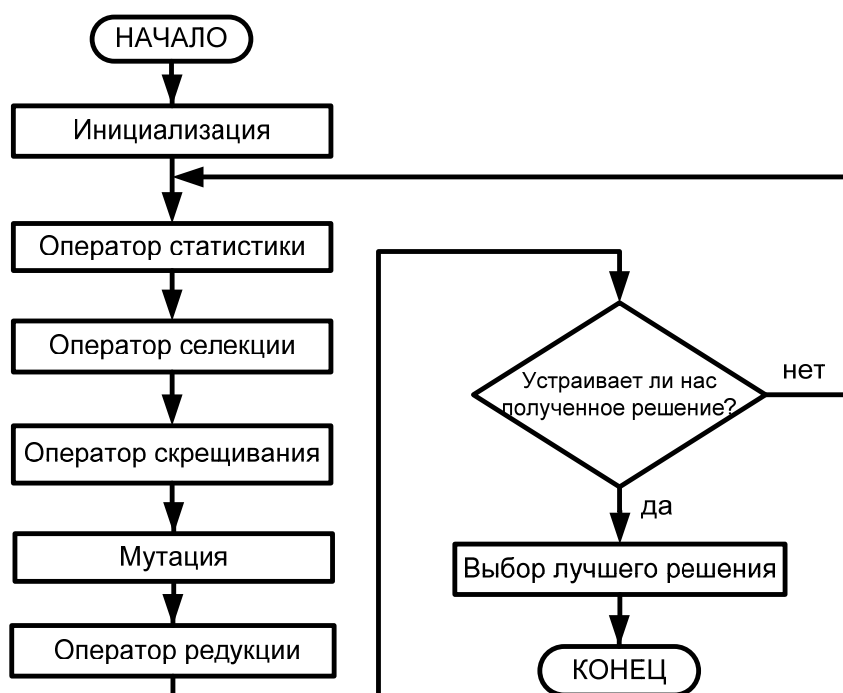 НАЧАЛО
Инициализация
Оператор статистики
Оператор селекции
Оператор скрещивания
Мутация
Оператор редукции
Устраивает ли нас
полученное решение?
нет
да
Выбор лучшего решения
КОНЕЦ